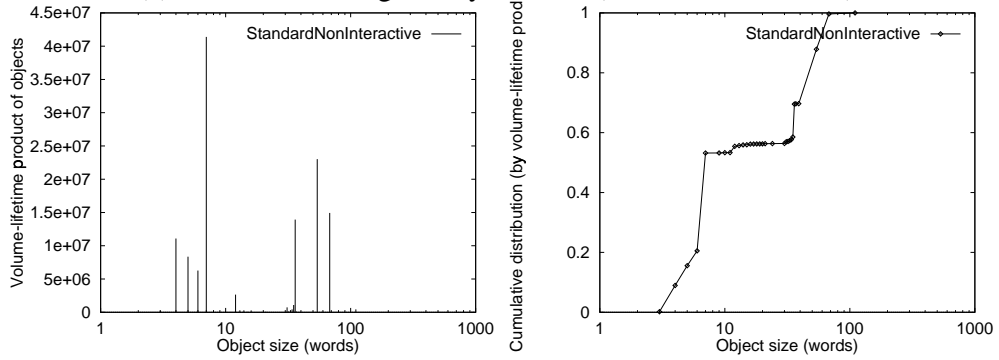 4.5e+07
4e+07
3.5e+07
3e+07
2.5e+07
2e+07
1.5e+07
1e+07
5e+06
0
Volume-lifetime product of objects
StandardNonInteractive
1 10 100 1000
Object size (words)
1
0.8
0.6
0.4
0.2
0
Cumulative distribution (by volume-lifetime prod
StandardNonInteractive
1 10 100 1000
Object size (words)